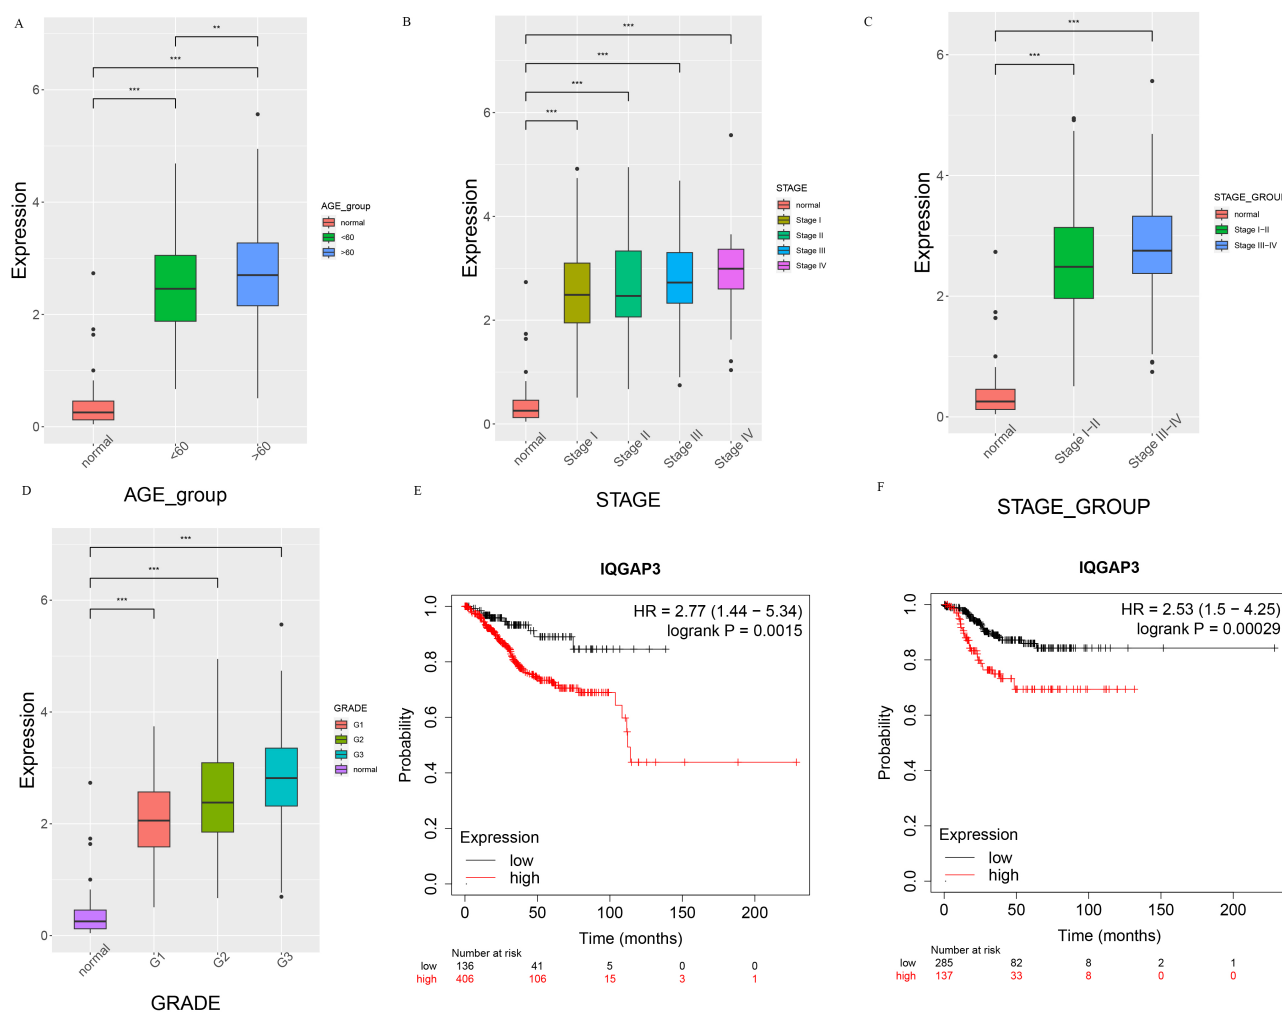 A
**
***
***
6
4
2
0
Expression
normal
<60
>60
AGE_group
AGE_group
normal
<60
>60
B
***
***
***
***
6
4
2
0
Expression
normal
Stage I
Stage II
Stage III
Stage IV
STAGE
STAGE
normal
Stage I
Stage II
Stage III
Stage IV
C
***
***
6
4
2
0
Expression
normal
Stage I−II
Stage III−IV
STAGE_GROUP
STAGE_GROUP
normal
Stage I−II
Stage III−IV
D
***
***
***
6
4
2
0
Expression
normal
G1
G2
G3
GRADE
GRADE
G1
G2
G3
normal
E
IQGAP3
HR = 2.77 (1.44 − 5.34)
logrank P = 0.0015
1.0
0.8
0.6
0.4
0.2
0.0
Probability
Expression
low
high
0 50 100 150 200
Time (months)
Number at risk
low 136 41 5 0 0
high 406 106 15 3 1
F
IQGAP3
HR = 2.53 (1.5 − 4.25)
logrank P = 0.00029
1.0
0.8
0.6
0.4
0.2
0.0
Probability
Expression
low
high
0 50 100 150 200
Time (months)
Number at risk
low 285 82 8 2 1
high 137 33 8 0 0